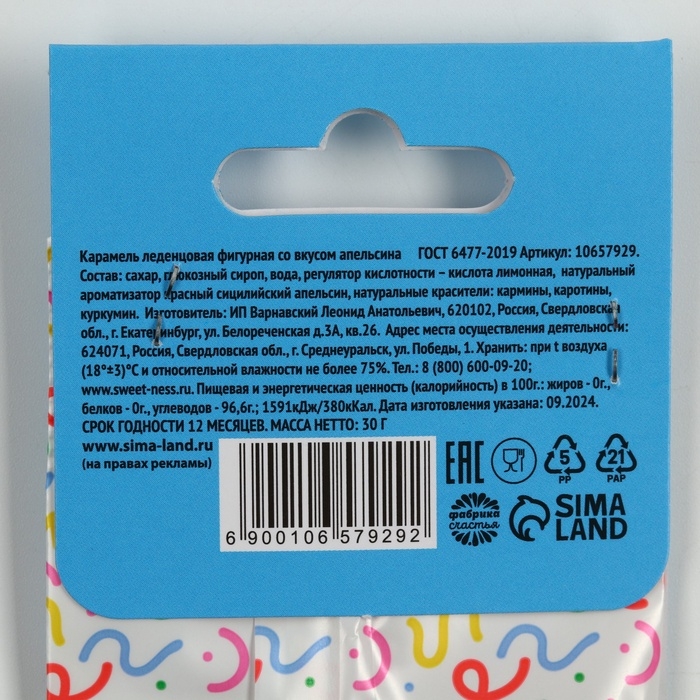 Карамель леденцовая фигурная со вкусом апельсина ГОСТ 6477-2019 Артикул: 10657929.
Состав: сахар, глюкозный сироп, вода, регулятор кислотности – кислота лимонная, натуральный
ароматизатор красный сицилийский апельсин, натуральные красители: кармины, каротины,
куркумин. Изготовитель: ИП Варнавский Леонид Анатольевич, 620102, Россия, Свердловская
обл., г. Екатеринбург, ул. Белореченская д.3А, кв.26. Адрес места осуществления деятельности:
624071, Россия, Свердловская обл., г. Среднеуральск, ул. Победы, 1. Хранить: при t воздуха
(18°±3)°С и относительной влажности не более 75%. Тел.: 8 (800) 600-09-20;
www.sweet-ness.ru. Пищевая и энергетическая ценность (калорийность) в 100г.: жиров - 0г.,
белков - 0г., углеводов - 96,6г.; 1591кДж/380кКал. Дата изготовления указана: 09.2024.
СРОК ГОДНОСТИ 12 МЕСЯЦЕВ. МАССА НЕТТО: 30 Г
www.sima-land.ru
(на правах рекламы)
6 900106 579292
EAC
5
PP
21
PAP
фабрика
счастья
SIMA
LAND